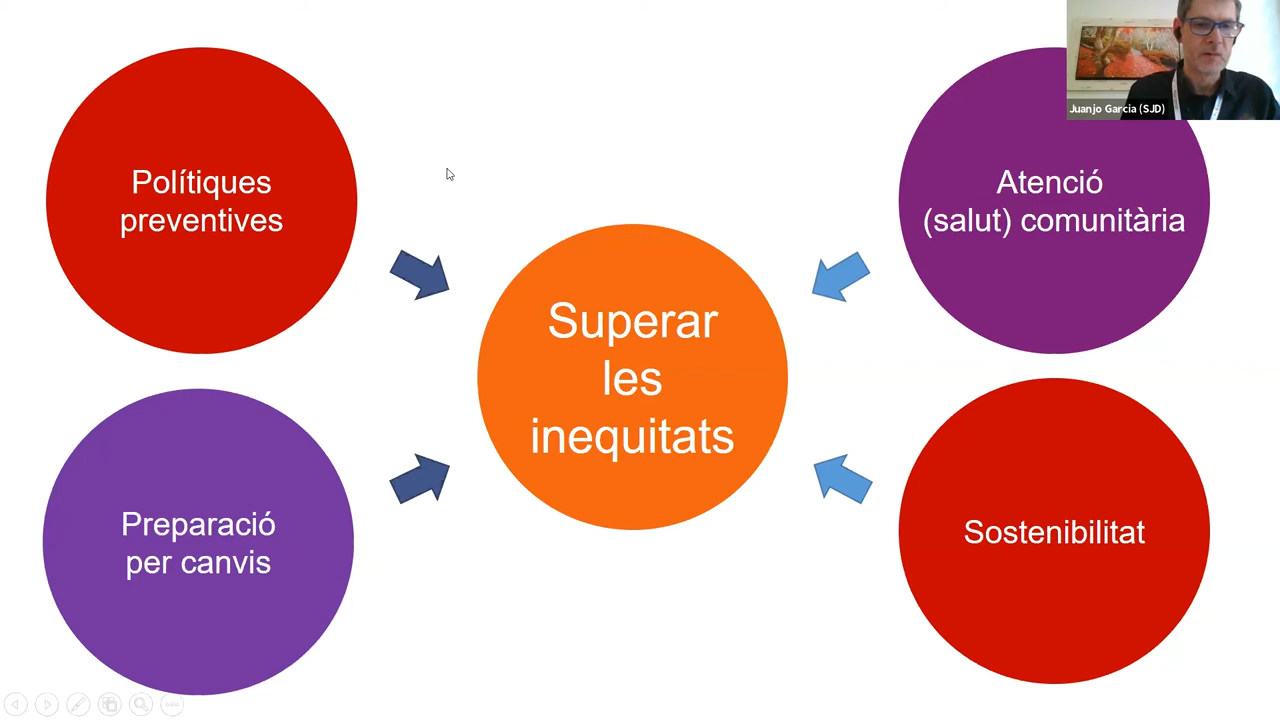 Juanjo Garcia (SJD)
Polítiques
preventives
Atenció
(salut) comunitària
Superar
les
inequitats
Preparació
per canvis
Sostenibilitat